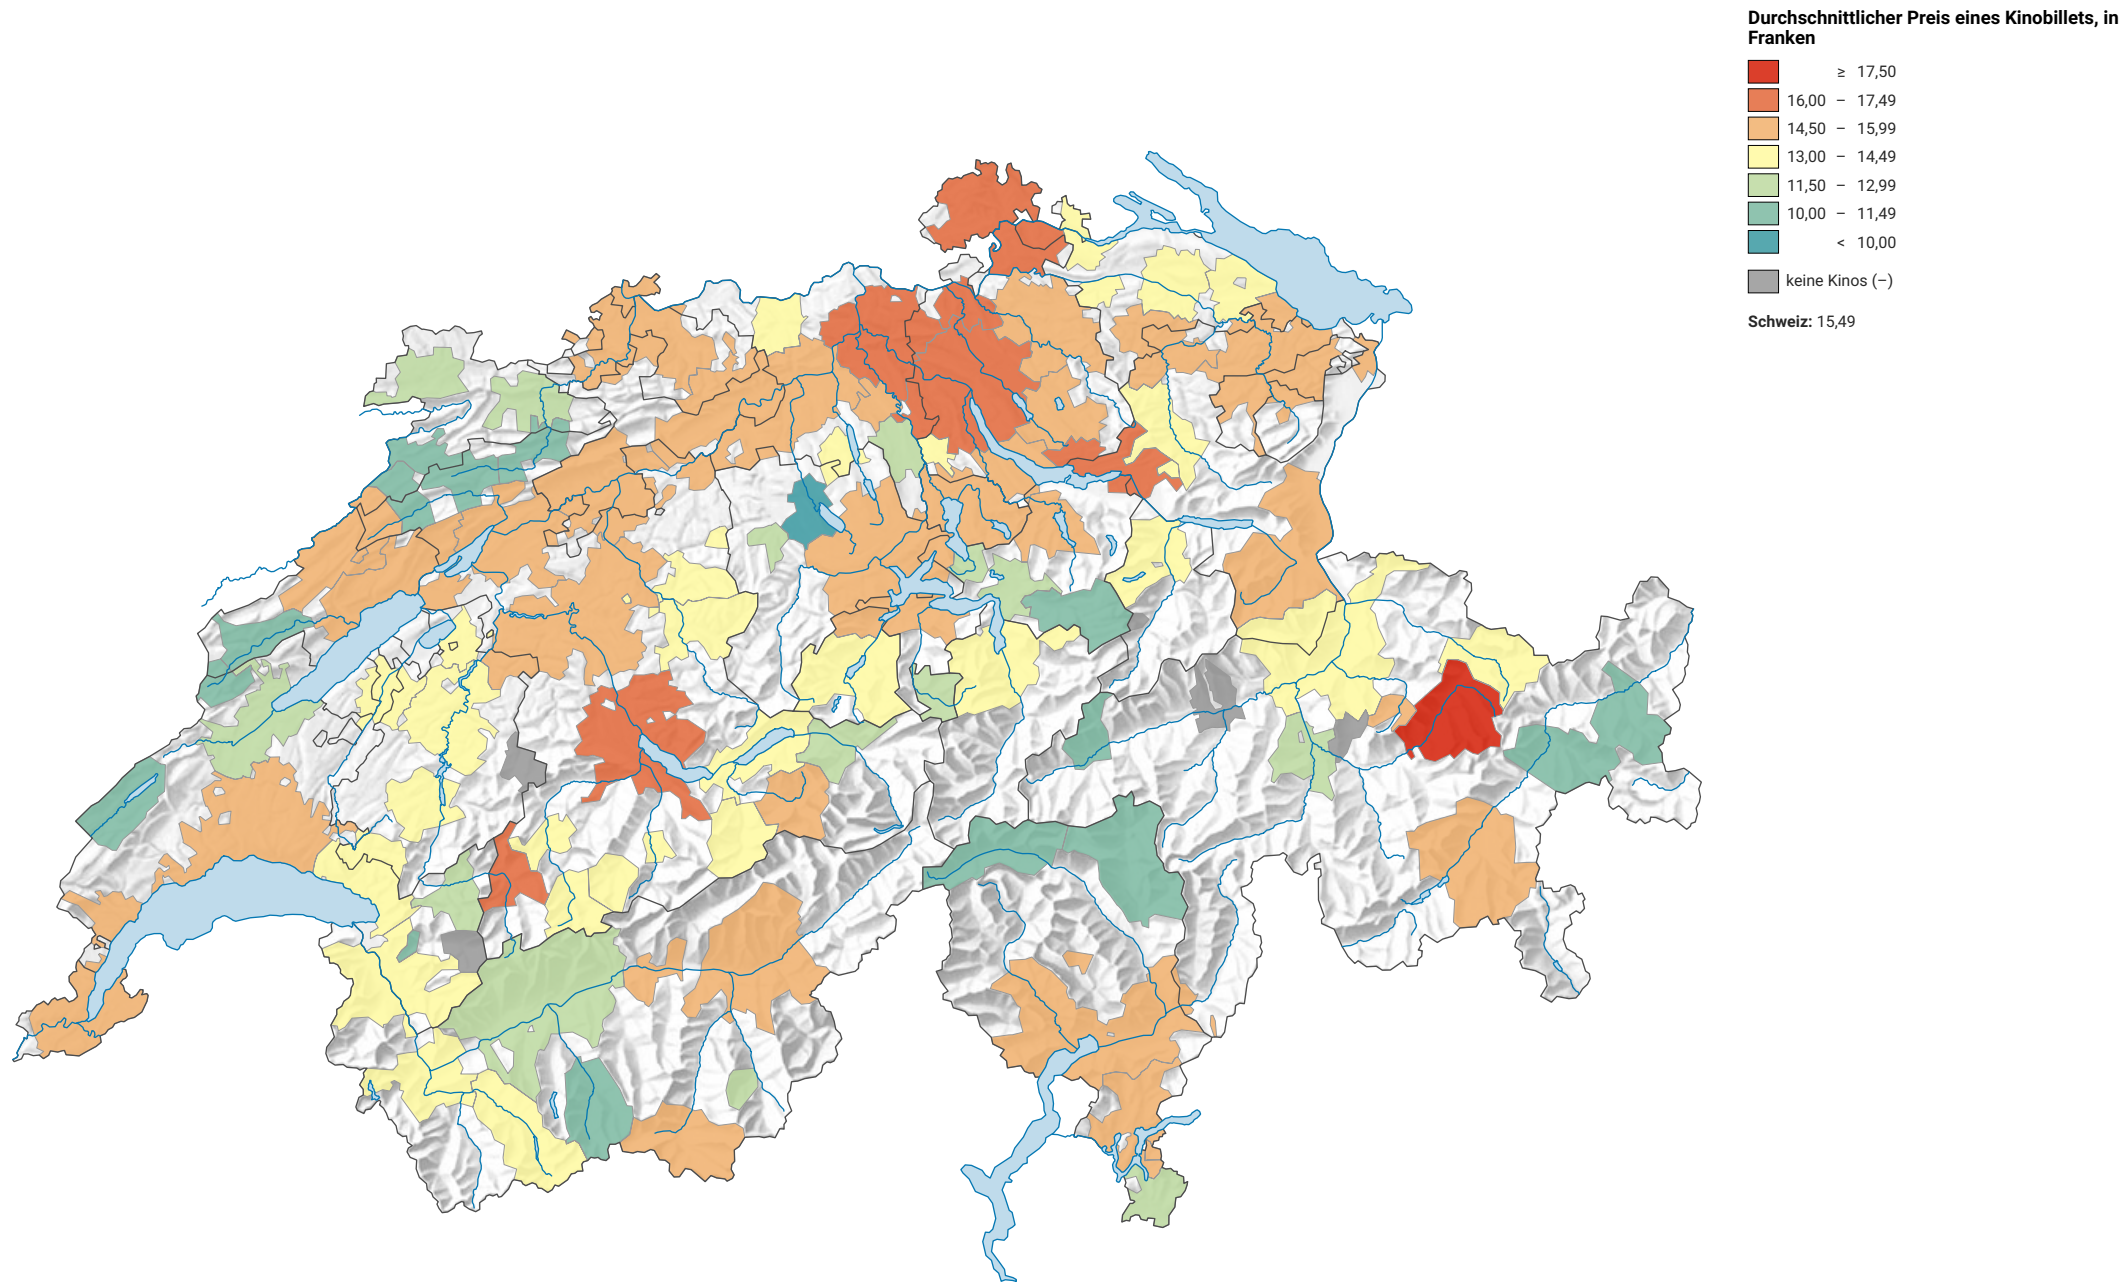 Durchschnittlicher Preis eines Kinobillets, in
Franken
≥ 17,50
16,00 – 17,49
14,50 – 15,99
13,00 – 14,49
11,50 – 12,99
10,00 – 11,49
< 10,00
keine Kinos (–)
Schweiz: 15,49